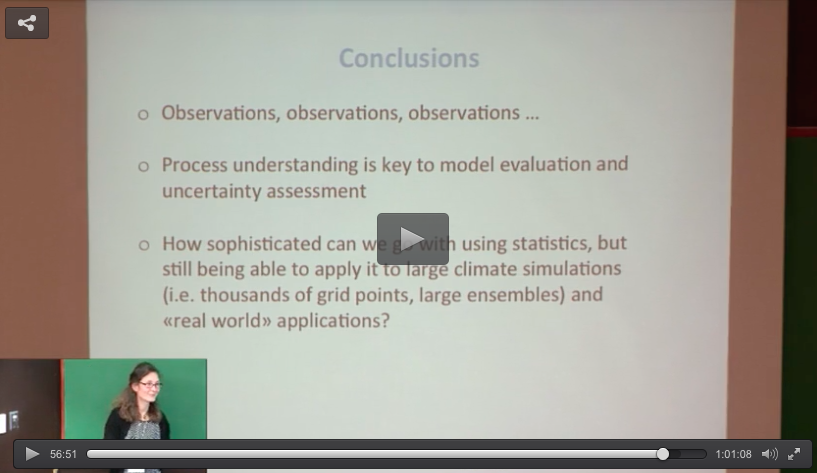 Conclusions
o Observations, observations, observations ...
o Process understanding is key to model evaluation and
uncertainty assessment
o How sophisticated can we go with using statistics, but
still being able to apply it to large climate simulations
(i.e. thousands of grid points, large ensembles) and
«real world» applications?
56:51
1:01:08